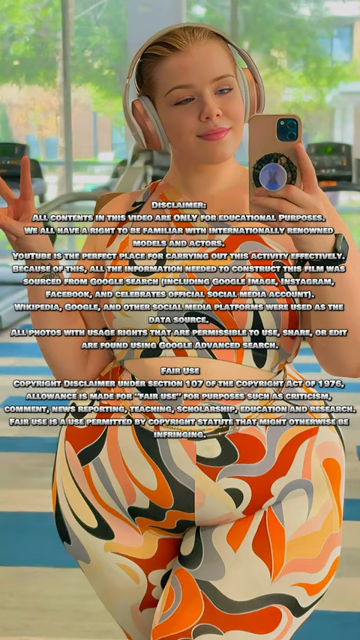 Disclaimer:
All contents in this video are ONLY for educational purposes.
We all have a right to be familiar with internationally renowned
models and actors.
YouTube is the perfect place for carrying out this activity effectively.
Because of this, all the information needed to construct this film was
sourced from Google search (including Google Image, Instagram,
Facebook, and celebrates official social media account).
Wikipedia, Google, and other social media platforms were used as the
data source.
All photos with usage rights that are permissible to use, share, or edit
are found using Google Advanced search.
Fair Use
Copyright Disclaimer under section 107 of the Copyright Act of 1976,
allowance is made for "fair use" for purposes such as criticism,
comment, news reporting, teaching, scholarship, education and research.
Fair use is a use permitted by copyright statute that might otherwise be
infringing.